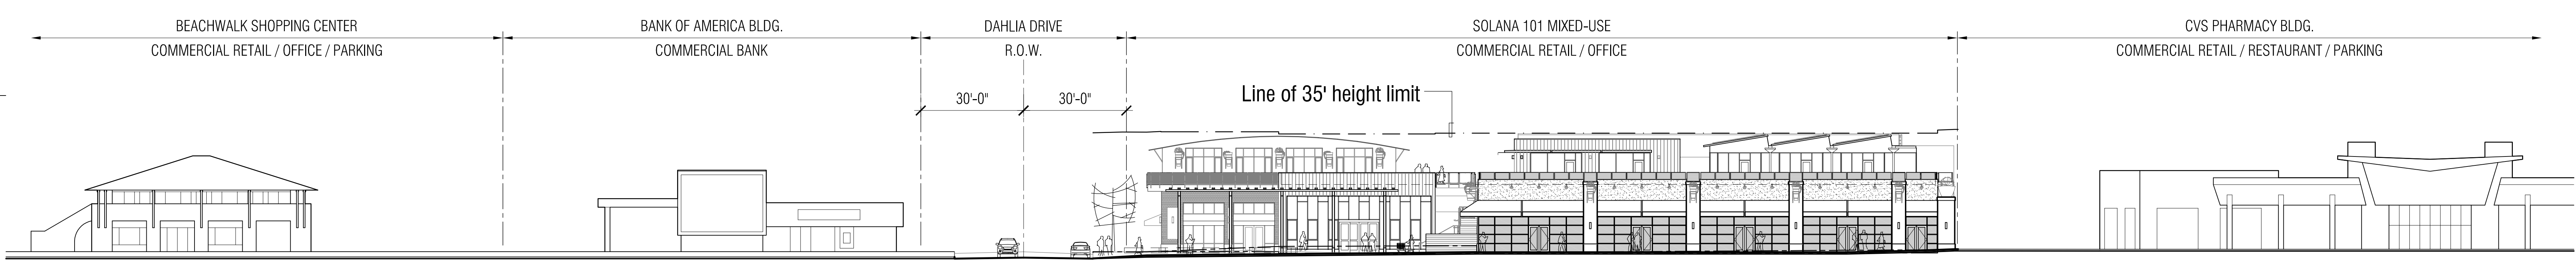 BEACHWALK SHOPPING CENTER
COMMERCIAL RETAIL / OFFICE / PARKING
BANK OF AMERICA BLDG.
COMMERCIAL BANK
DAHLIA DRIVE
R.O.W.
30'-0"
30'-0"
SOLANA 101 MIXED-USE
COMMERCIAL RETAIL / OFFICE
Line of 35' height limit
CVS PHARMACY BLDG.
COMMERCIAL RETAIL / RESTAURANT / PARKING